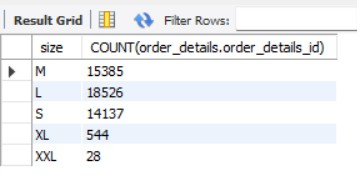 Result Grid Filter Rows:
size COUNT(order_details.order_details_id)
M 15385
L 18526
S 14137
XL 544
XXL 28